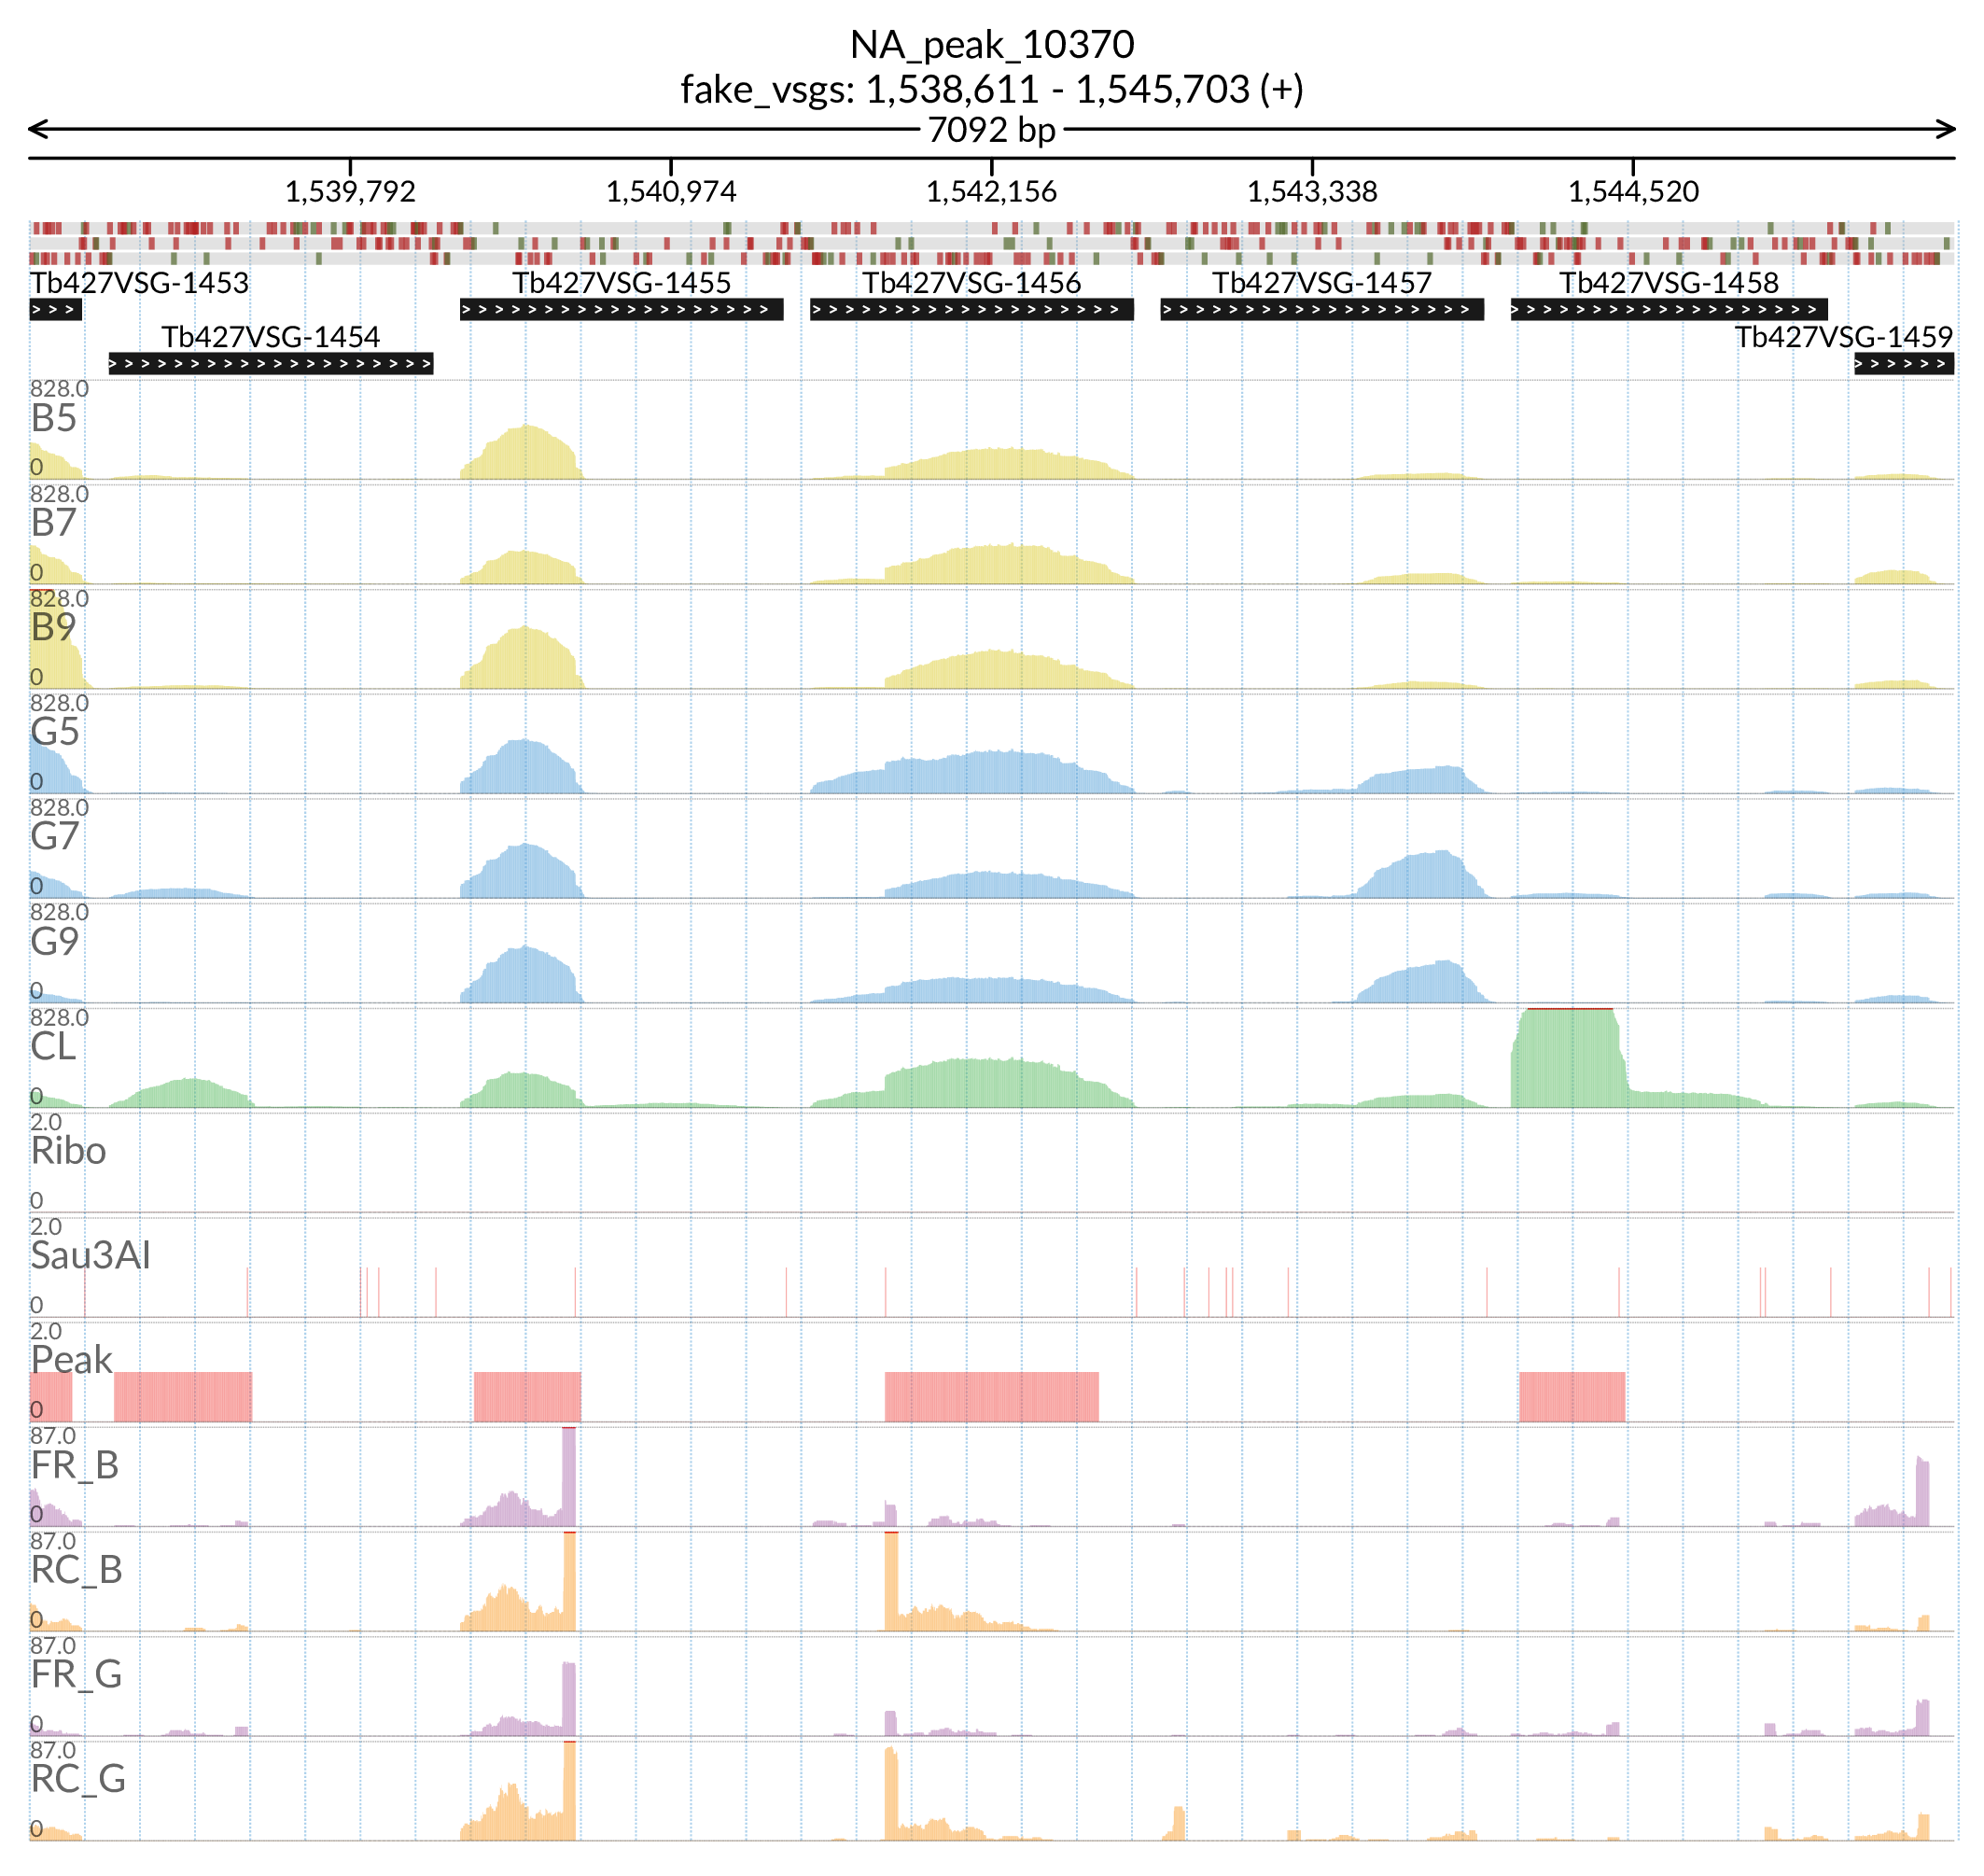 NA_peak_10370
fake_vsgs: 1,538,611 - 1,545,703 (+)
7092 bp
1,539,792 1,540,974 1,542,156 1,543,338 1,544,520
Tb427VSG-1453 Tb427VSG-1455 Tb427VSG-1456 Tb427VSG-1457 Tb427VSG-1458
Tb427VSG-1454 Tb427VSG-1459
828.0
B5
0
828.0
B7
0
828.0
B9
0
828.0
G5
0
828.0
G7
0
828.0
G9
0
828.0
CL
0
2.0
Ribo
0
2.0
Sau3AI
0
2.0
Peak
0
87.0
FR_B
0
87.0
RC_B
0
87.0
FR_G
0
87.0
RC_G
0